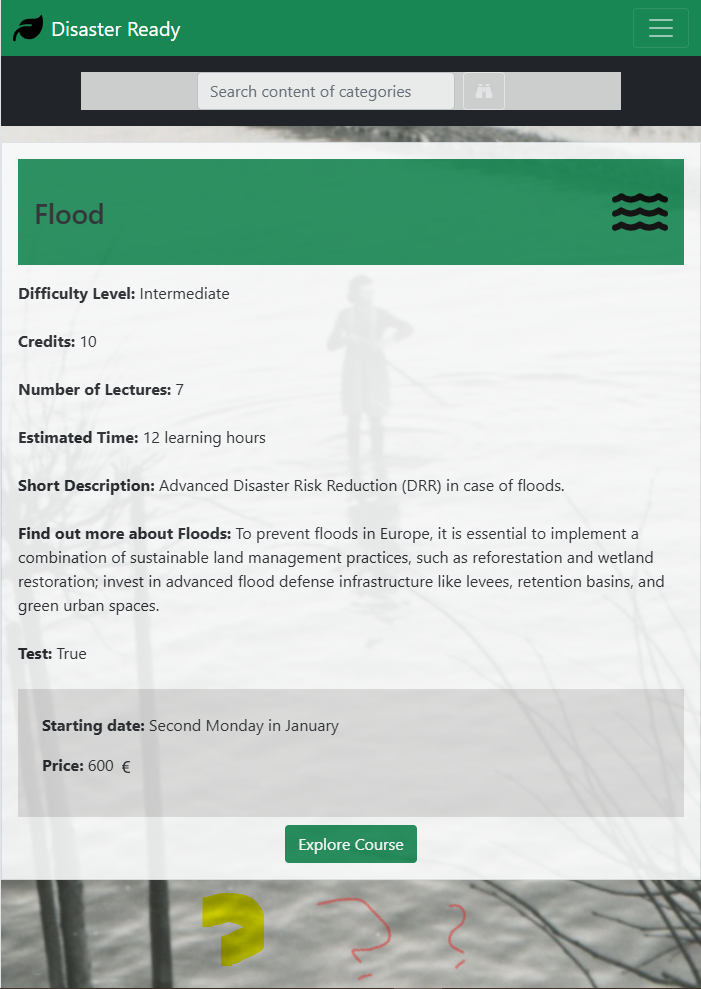 Disaster Ready
Search content of categories
Flood
Difficulty Level: Intermediate
Credits: 10
Number of Lectures: 7
Estimated Time: 12 learning hours
Short Description: Advanced Disaster Risk Reduction (DRR) in case of floods.
Find out more about Floods: To prevent floods in Europe, it is essential to implement a
combination of sustainable land management practices, such as reforestation and wetland
restoration; invest in advanced flood defense infrastructure like levees, retention basins, and
green urban spaces.
Test: True
Starting date: Second Monday in January
Price: 600 €
Explore Course
? ? ?